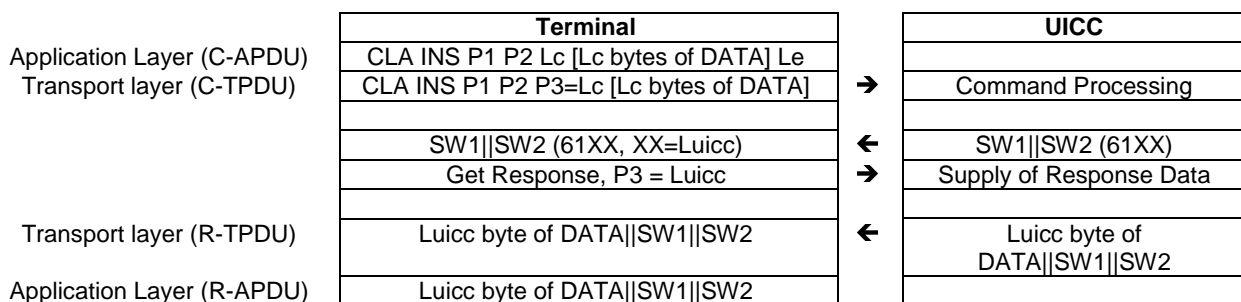 Terminal UICC
Application Layer (C-APDU) CLA INS P1 P2 Lc [Lc bytes of DATA] Le
Transport layer (C-TPDU) CLA INS P1 P2 P3=Lc [Lc bytes of DATA] ➔ Command Processing
SW1||SW2 (61XX, XX=Luicc) 🡸 SW1||SW2 (61XX)
Get Response, P3 = Luicc ➔ Supply of Response Data
Transport layer (R-TPDU) Luicc byte of DATA||SW1||SW2 🡸 Luicc byte of
DATA||SW1||SW2
Application Layer (R-APDU) Luicc byte of DATA||SW1||SW2